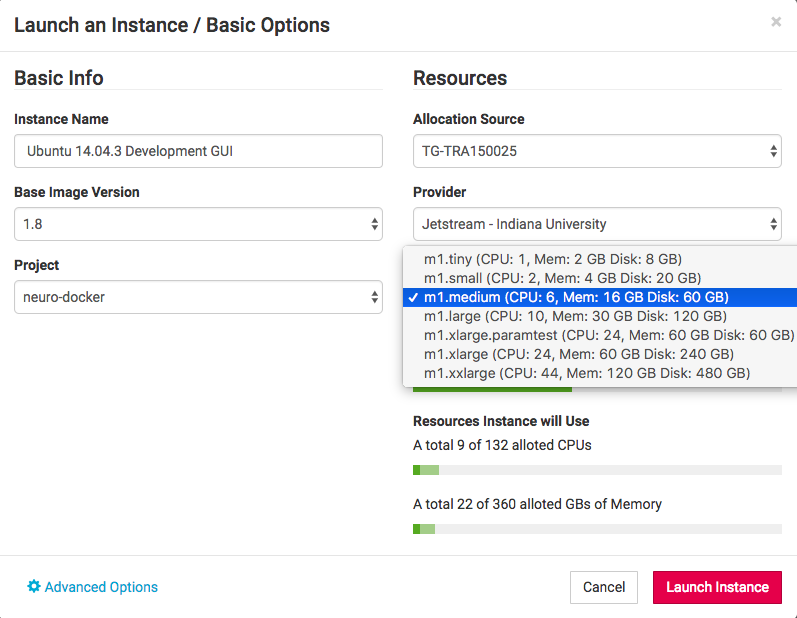 Launch an Instance / Basic Options
×
Basic Info
Instance Name
Ubuntu 14.04.3 Development GUI
Base Image Version
1.8
Project
neuro-docker
Resources
Allocation Source
TG-TRA150025
Provider
Jetstream - Indiana University
m1.tiny (CPU: 1, Mem: 2 GB Disk: 8 GB)
m1.small (CPU: 2, Mem: 4 GB Disk: 20 GB)
✓ m1.medium (CPU: 6, Mem: 16 GB Disk: 60 GB)
m1.large (CPU: 10, Mem: 30 GB Disk: 120 GB)
m1.xlarge.paramtest (CPU: 24, Mem: 60 GB Disk: 60 GB)
m1.xlarge (CPU: 24, Mem: 60 GB Disk: 240 GB)
m1.xxlarge (CPU: 44, Mem: 120 GB Disk: 480 GB)
Resources Instance will Use
A total 9 of 132 alloted CPUs
A total 22 of 360 alloted GBs of Memory
Advanced Options
Cancel
Launch Instance